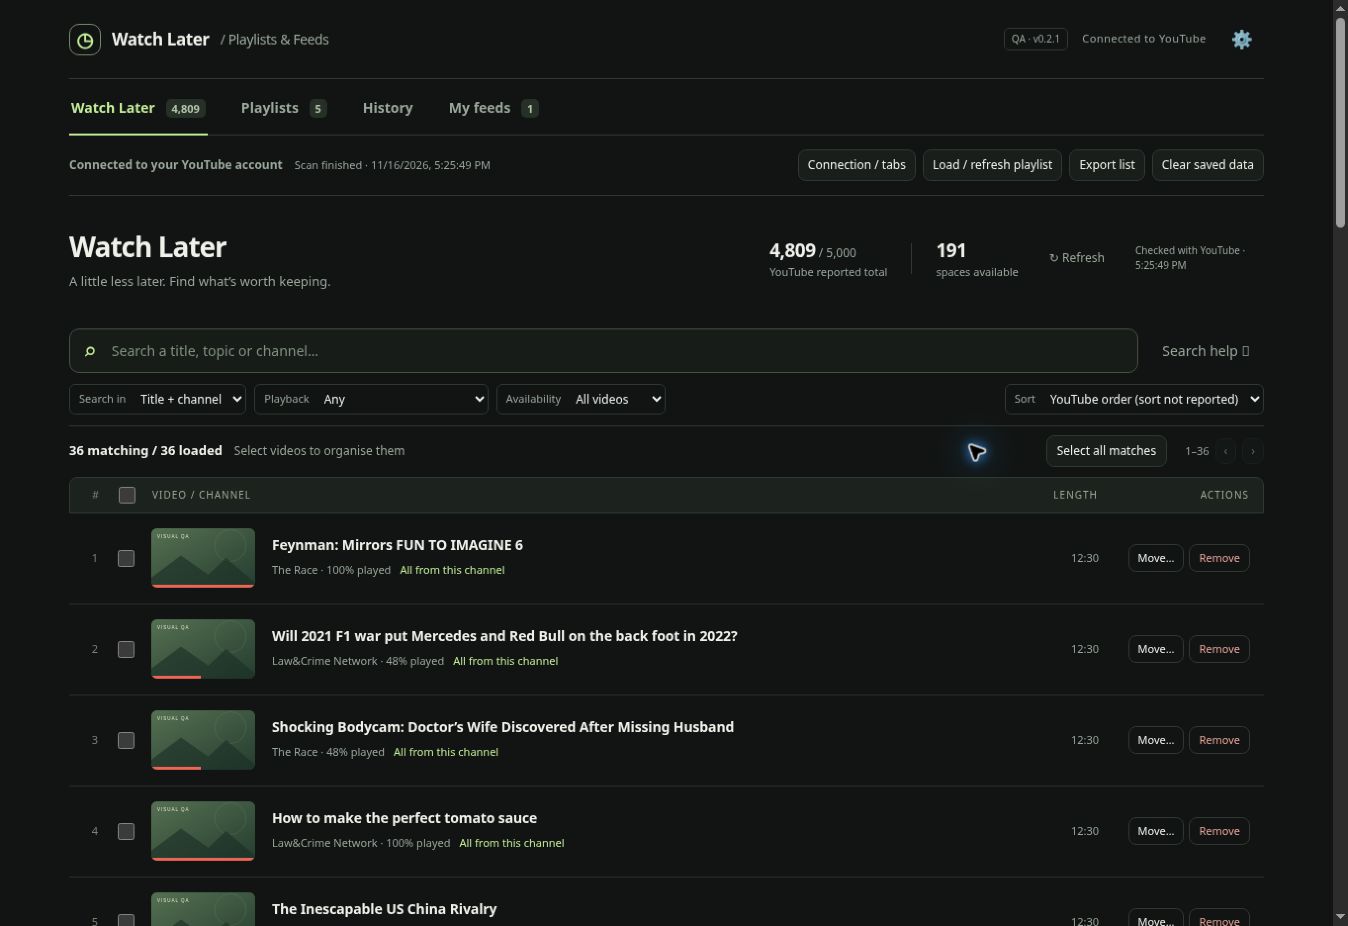 Watch Later / Playlists & Feeds
QA · v0.2.1
Connected to YouTube
Watch Later 4,809
Playlists 5
History
My feeds 1
Connected to your YouTube account Scan finished · 11/16/2026, 5:25:49 PM
Connection / tabs
Load / refresh playlist
Export list
Clear saved data
Watch Later
A little less later. Find what’s worth keeping.
4,809 / 5,000
YouTube reported total
191
spaces available
↻ Refresh
Checked with YouTube ·
5:25:49 PM
Search a title, topic or channel…
Search help
Search in Title + channel
Playback Any
Availability All videos
Sort YouTube order (sort not reported)
36 matching / 36 loaded Select videos to organise them
Select all matches
1–36 ‹ ›
# VIDEO / CHANNEL LENGTH ACTIONS
1
VISUAL QA
Feynman: Mirrors FUN TO IMAGINE 6
The Race · 100% played All from this channel
12:30 Move… Remove
2
VISUAL QA
Will 2021 F1 war put Mercedes and Red Bull on the back foot in 2022?
Law&Crime Network · 48% played All from this channel
12:30 Move… Remove
3
VISUAL QA
Shocking Bodycam: Doctor’s Wife Discovered After Missing Husband
The Race · 48% played All from this channel
12:30 Move… Remove
4
VISUAL QA
How to make the perfect tomato sauce
Law&Crime Network · 100% played All from this channel
12:30 Move… Remove
5
VISUAL QA
The Inescapable US China Rivalry
12:30 Move… Remove